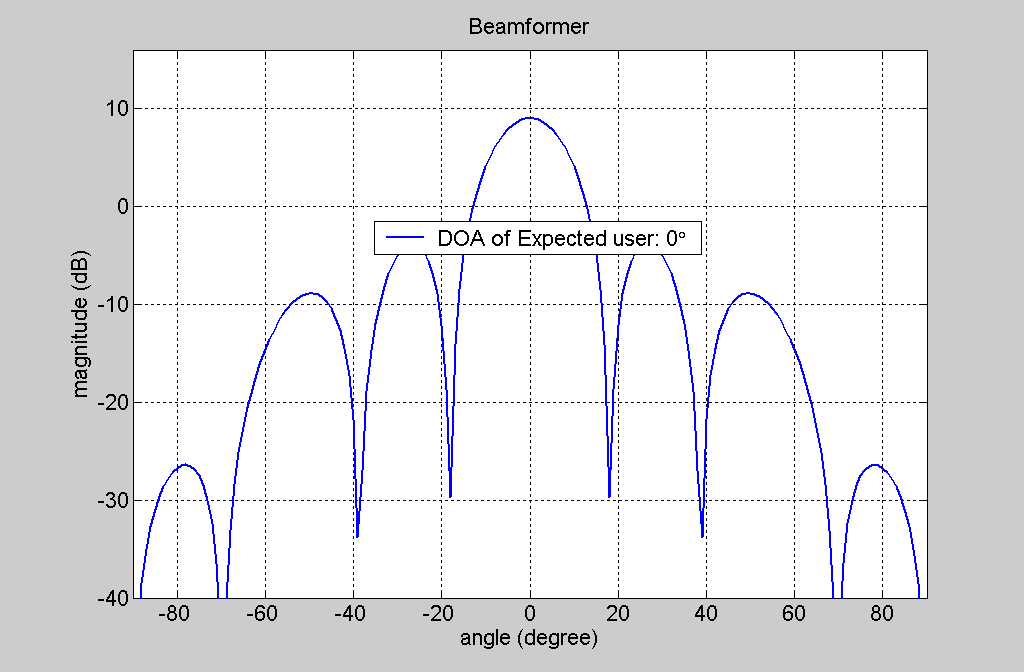 Beamformer
10
0
-10
-20
-30
-40
magnitude (dB)
DOA of Expected user: 0°
-80 -60 -40 -20 0 20 40 60 80
angle (degree)